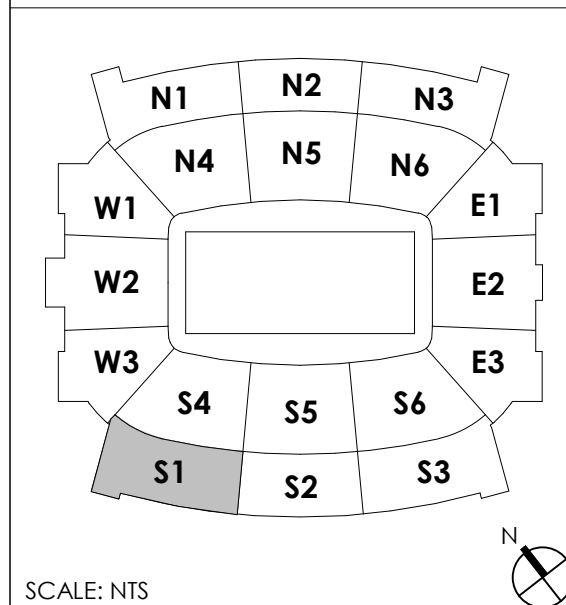 N1 N2 N3
N4 N5 N6
W1 E1
W2 E2
W3 E3
S4 S5 S6
S1 S2 S3
N
SCALE: NTS